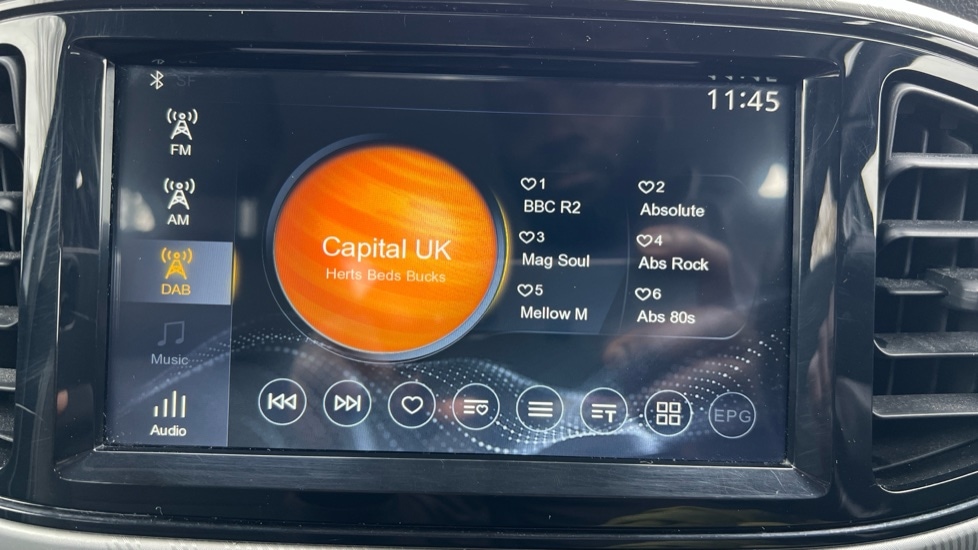 11:45
FM
AM
DAB
Music
Audio
Capital UK
Herts Beds Bucks
1
BBC R2
2
Absolute
3
Mag Soul
4
Abs Rock
5
Mellow M
6
Abs 80s
EPG